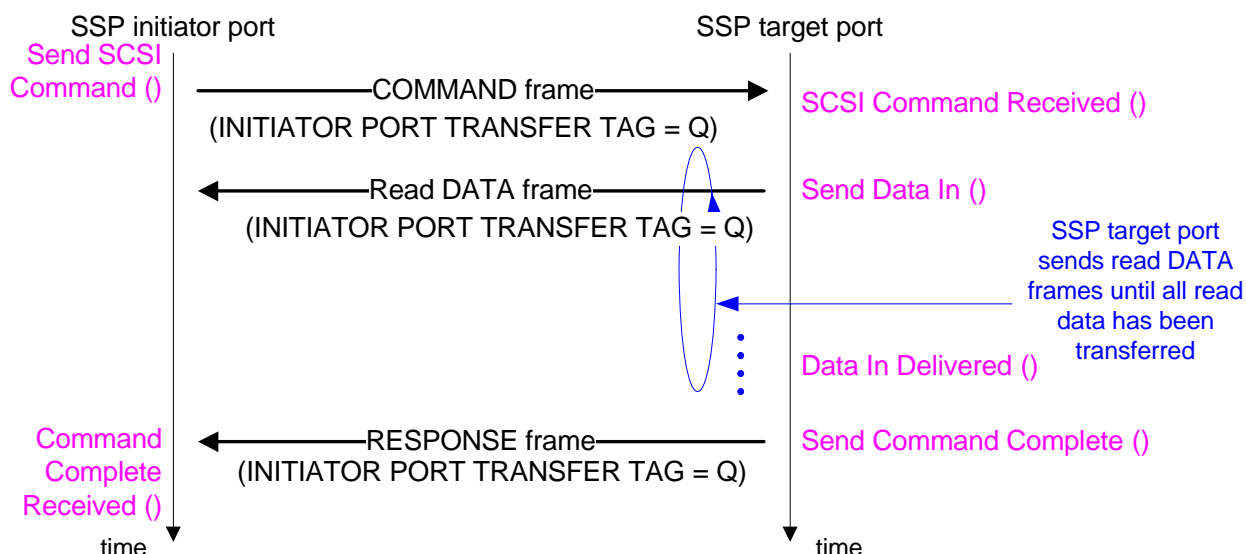 SSP initiator port
SSP target port
Send SCSI
Command ()
COMMAND frame
SCSI Command Received ()
(INITIATOR PORT TRANSFER TAG = Q)
Read DATA frame
Send Data In ()
(INITIATOR PORT TRANSFER TAG = Q)
SSP target port
sends read DATA
frames until all read
data has been
transferred
Data In Delivered ()
Command
Complete
Received ()
RESPONSE frame
Send Command Complete ()
(INITIATOR PORT TRANSFER TAG = Q)
time
time